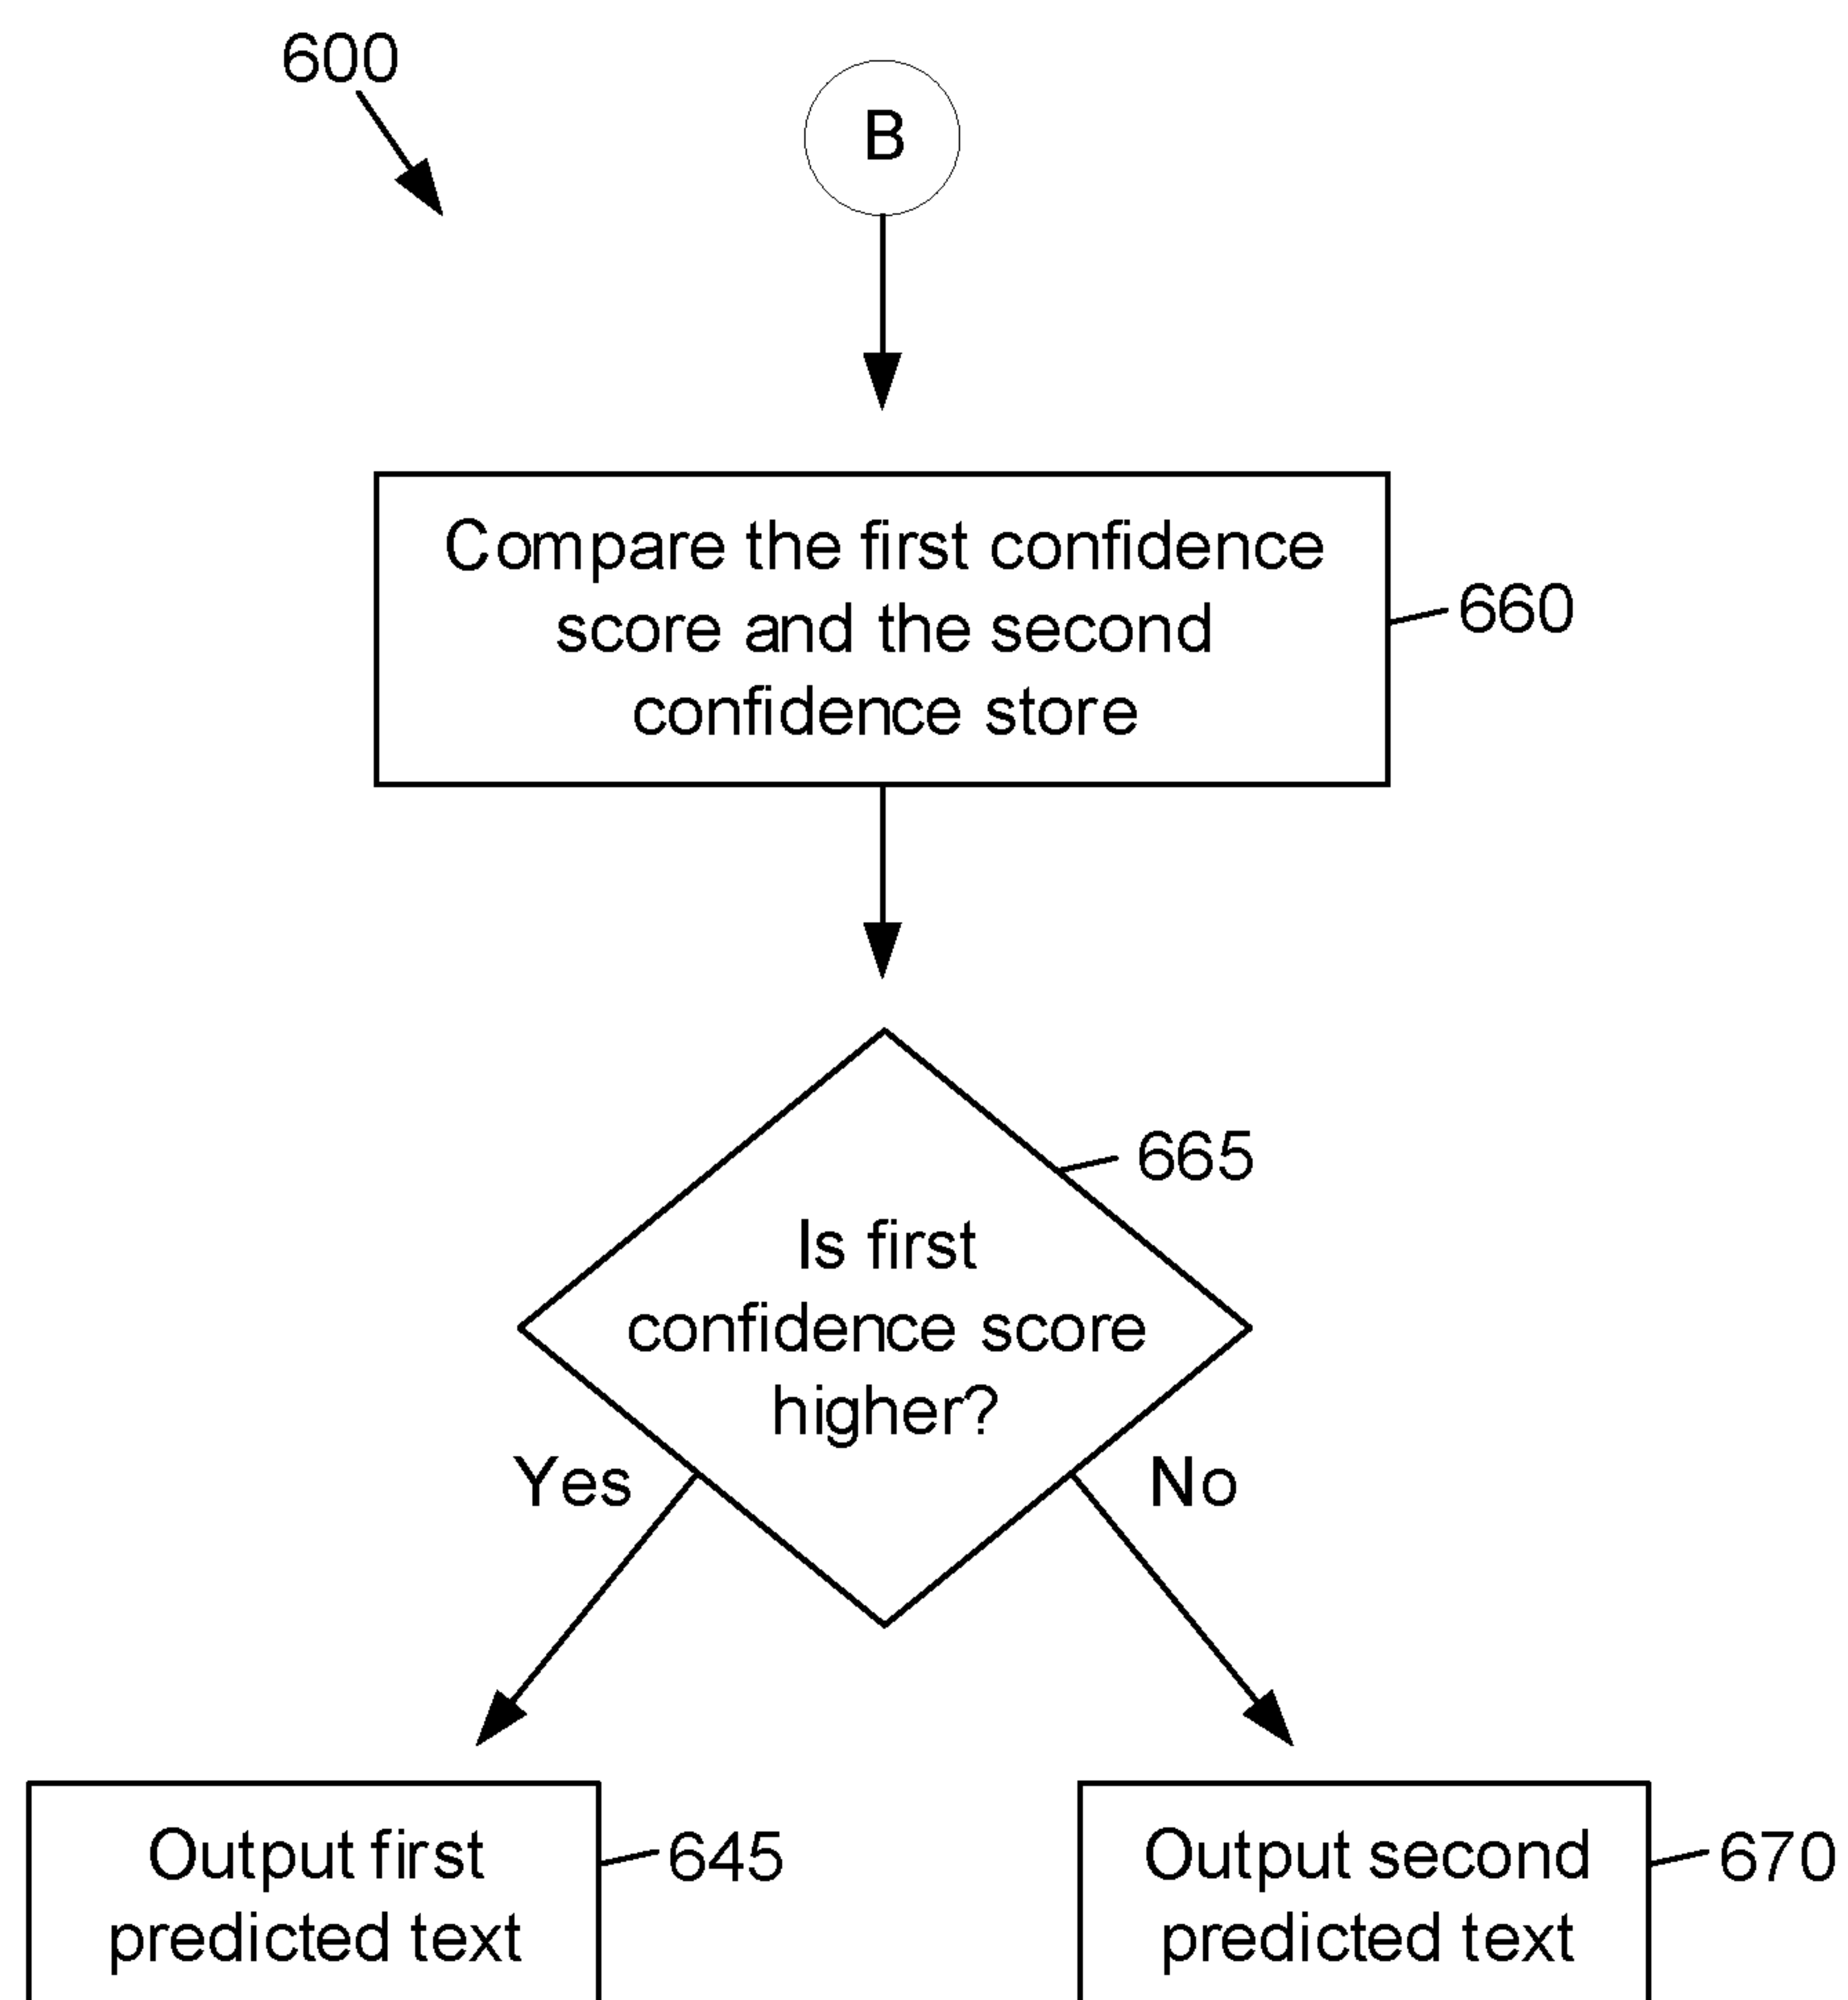 600
B
Compare the first confidence
score and the second
confidence store
660
665
Is first
confidence score
higher?
Yes
No
Output first
predicted text
645
Output second
predicted text
670